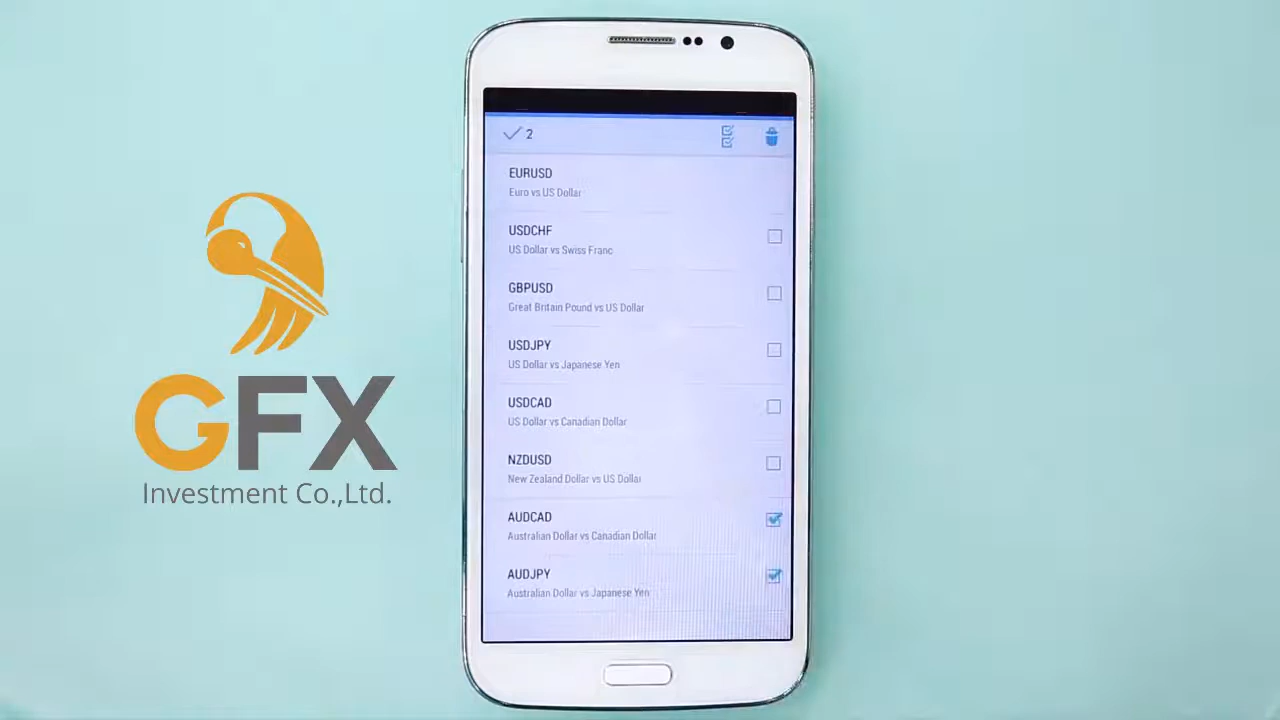 GFX
Investment Co.,Ltd.
2
EURUSD
Euro vs US Dollar
USDCHF
US Dollar vs Swiss Franc
GBPUSD
Great Britain Pound vs US Dollar
USDJPY
US Dollar vs Japanese Yen
USDCAD
US Dollar vs Canadian Dollar
NZDUSD
New Zealand Dollar vs US Dollar
AUDCAD
Australian Dollar vs Canadian Dollar
AUDJPY
Australian Dollar vs Japanese Yen